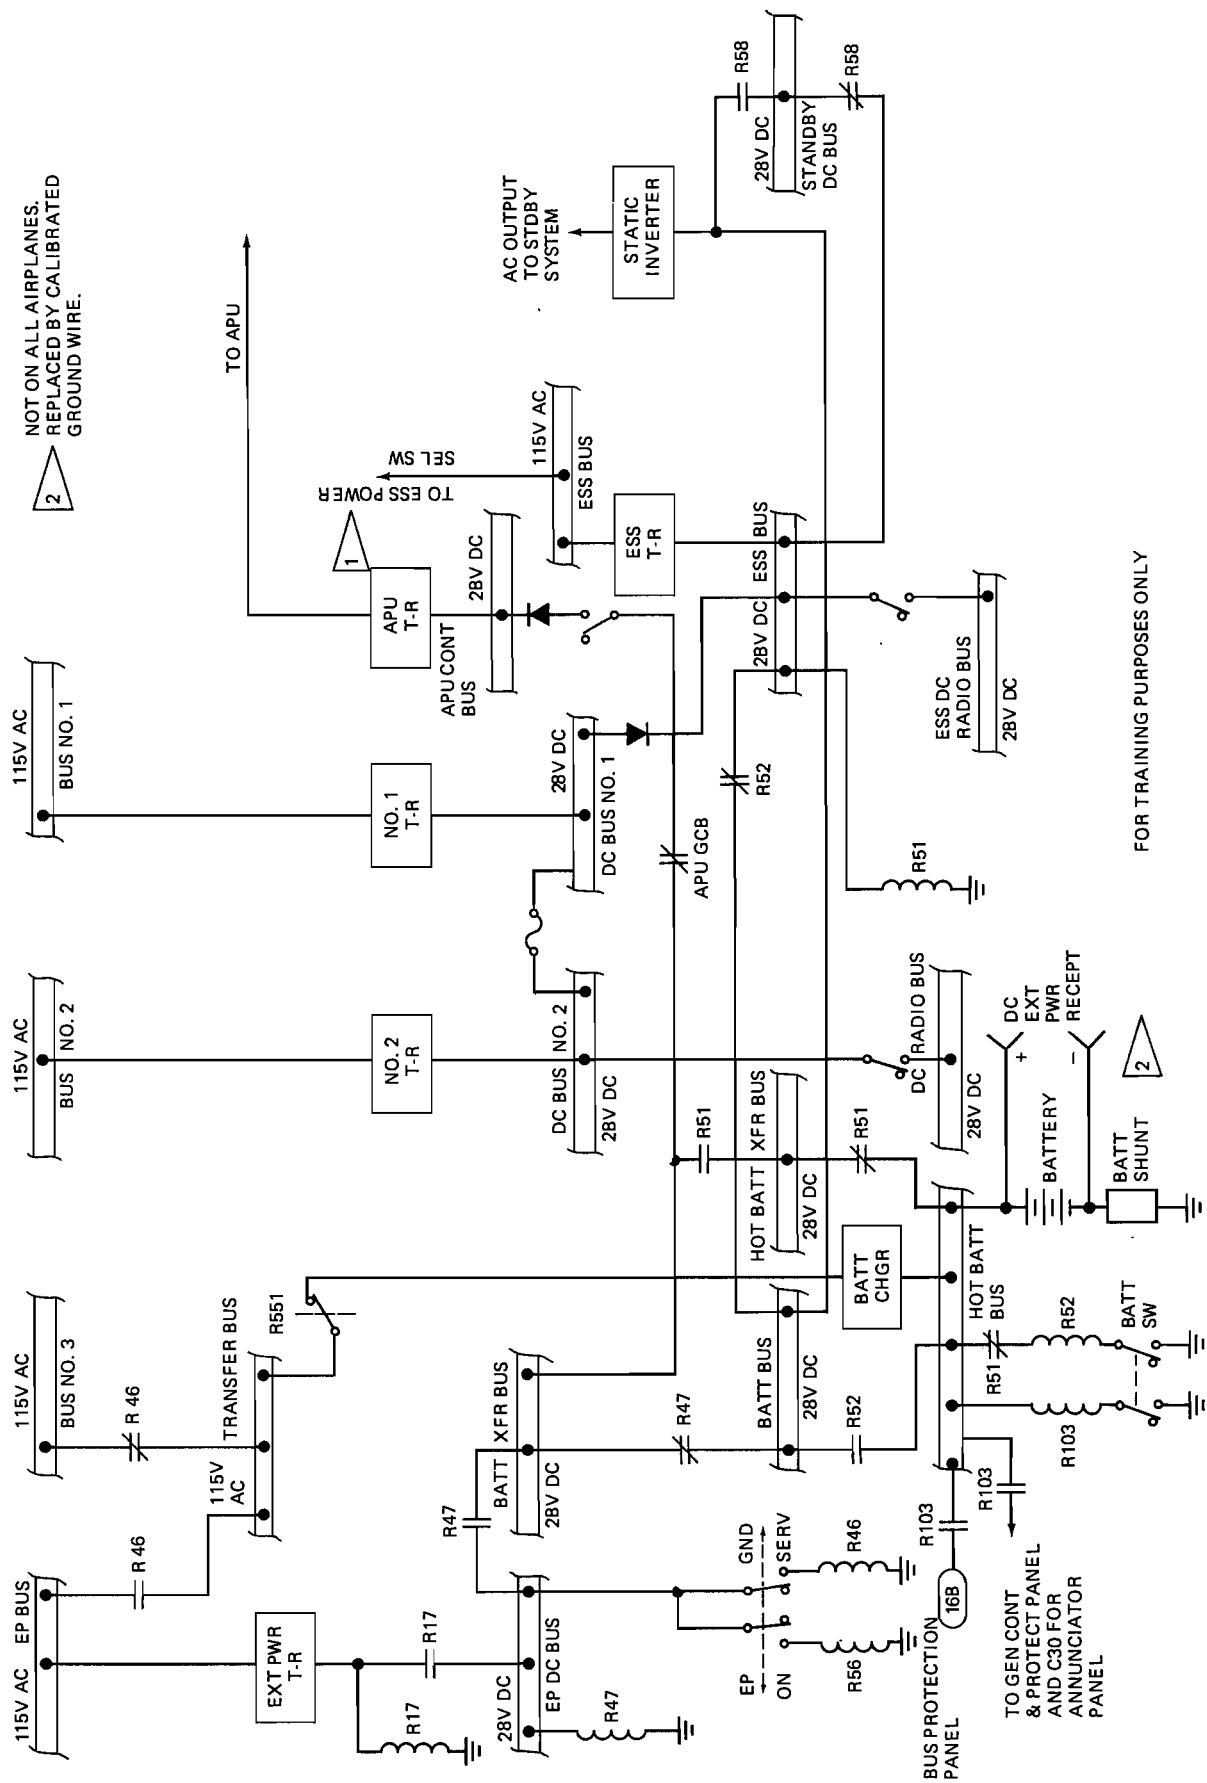 115V AC
EP BUS
R 46
EXT PWR
T-R
R17
R17
28V DC
EP DC BUS
R47
R47
EP
GND
ON
SERV
R56
R46
BUS PROTECTION
PANEL
16B
R103
R103
TO GEN CONT
& PROTECT PANEL
AND C30 FOR
ANNUNCIATOR
PANEL
115V AC
BUS NO. 3
R 46
115V
AC
TRANSFER BUS
R551
BATT XFR BUS
2BV DC
R47
BATT BUS
28V DC
R52
BATT
CHGR
HOT BATT
BUS
R103
R51
R52
BATT
SW
115V AC
BUS NO. 2
NO. 2
T-R
DC BUS NO. 2
2BV DC
R51
HOT BATT XFR BUS
28V DC
R51
DC RADIO BUS
28V DC
BATTERY
BATT
SHUNT
+
-
DC
EXT
PWR
RECEPT
2
115V AC
BUS NO. 1
NO. 1
T-R
28V DC
DC BUS NO. 1
APU GCB
R52
R51
TO APU
APU
T-R
1
APU CONT
BUS
2BV DC
TO ESS POWER
SEL SW
115V AC
ESS BUS
ESS
T-R
2BV DC ESS BUS
ESS DC
RADIO BUS
2BV DC
AC OUTPUT
TO STDBY
SYSTEM
STATIC
INVERTER
R58
28V DC
STANDBY
DC BUS
R58
2
NOT ON ALL AIRPLANES.
REPLACED BY CALIBRATED
GROUND WIRE.
FOR TRAINING PURPOSES ONLY